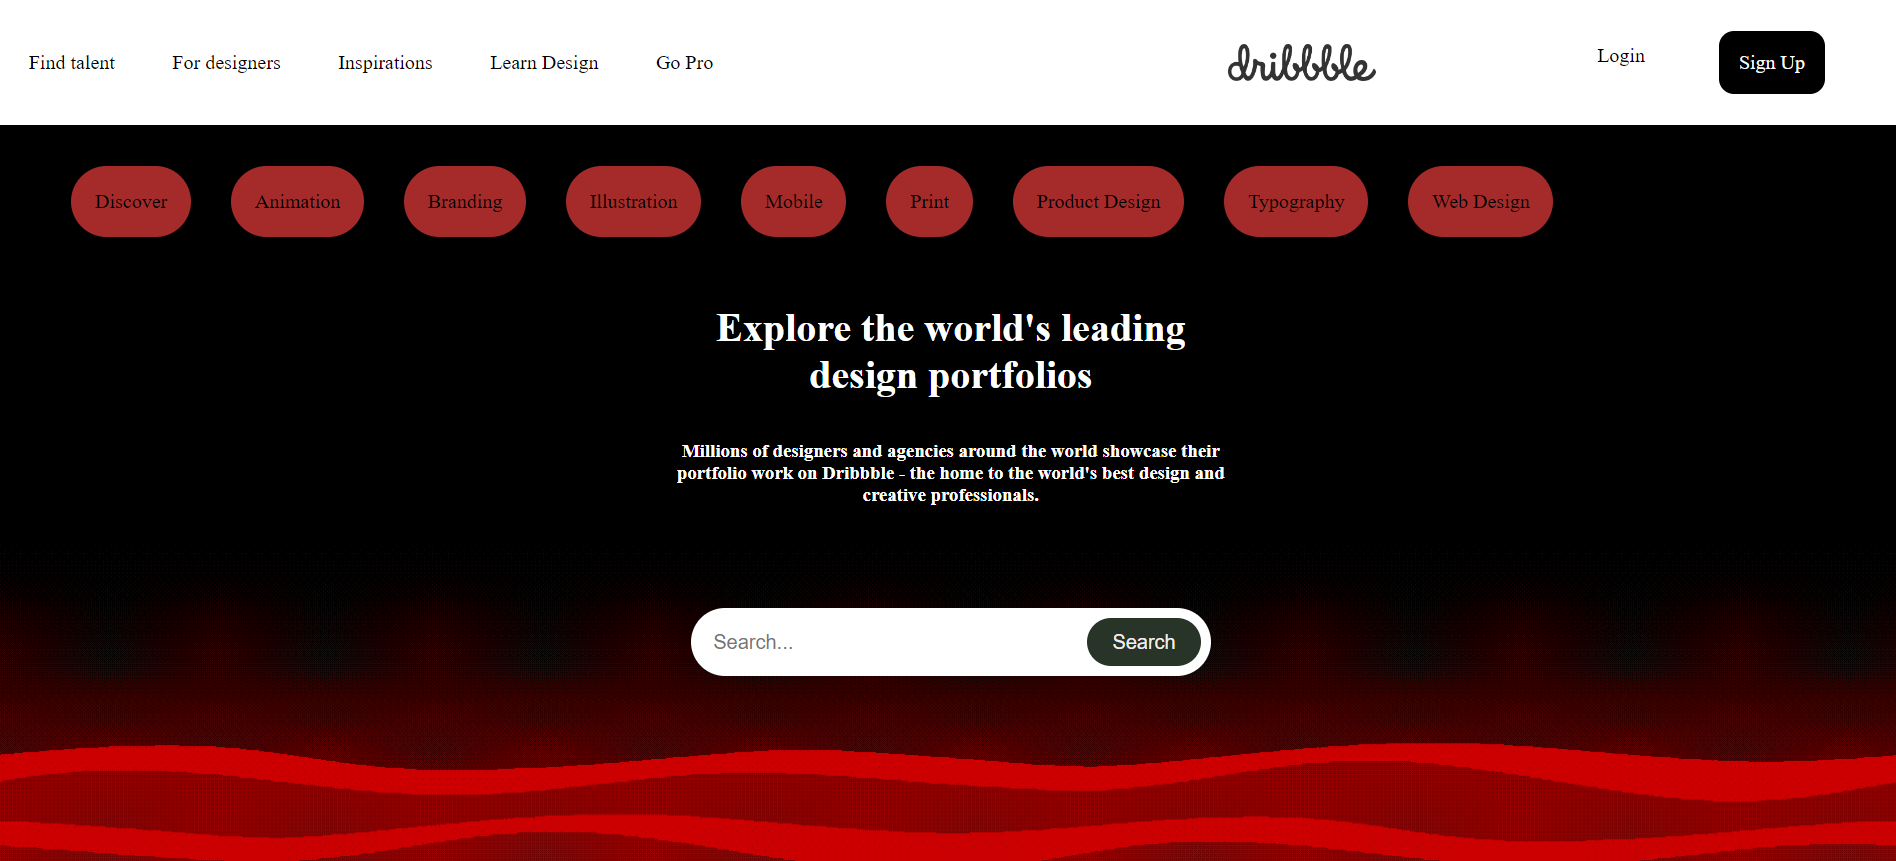 Find talent For designers Inspirations Learn Design Go Pro dribbble Login Sign Up
Discover Animation Branding Illustration Mobile Print Product Design Typography Web Design
Explore the world's leading
design portfolios
Millions of designers and agencies around the world showcase their
portfolio work on Dribbble - the home to the world's best design and
creative professionals.
Search... Search